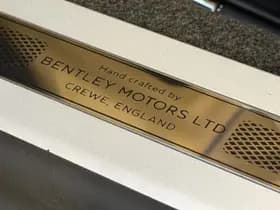 Hand crafted by
BENTLEY MOTORS LTD
CREWE, ENGLAND